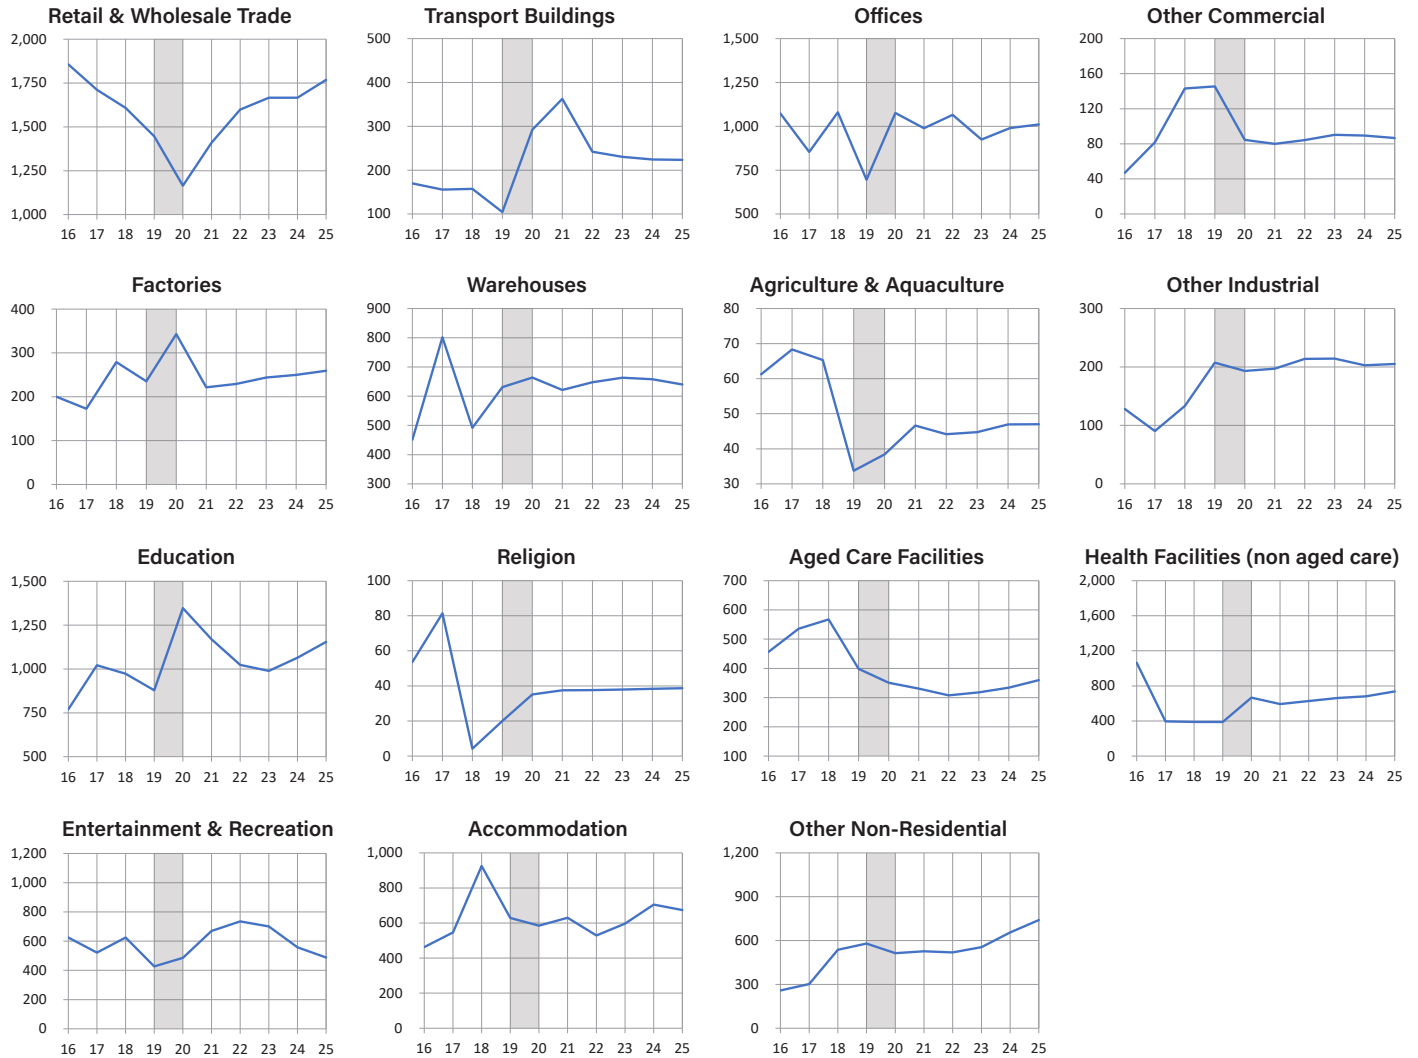 Retail & Wholesale Trade
2,000
1,750
1,500
1,250
1,000
16 17 18 19 20 21 22 23 24 25
Transport Buildings
500
400
300
200
100
16 17 18 19 20 21 22 23 24 25
Offices
1,500
1,250
1,000
750
500
16 17 18 19 20 21 22 23 24 25
Other Commercial
200
160
120
80
40
0
16 17 18 19 20 21 22 23 24 25
Factories
400
300
200
100
0
16 17 18 19 20 21 22 23 24 25
Warehouses
900
800
700
600
500
400
300
16 17 18 19 20 21 22 23 24 25
Agriculture & Aquaculture
80
70
60
50
40
30
16 17 18 19 20 21 22 23 24 25
Other Industrial
300
200
100
0
16 17 18 19 20 21 22 23 24 25
Education
1,500
1,250
1,000
750
500
16 17 18 19 20 21 22 23 24 25
Religion
100
80
60
40
20
0
16 17 18 19 20 21 22 23 24 25
Aged Care Facilities
700
600
500
400
300
200
100
16 17 18 19 20 21 22 23 24 25
Health Facilities (non aged care)
2,000
1,600
1,200
800
400
0
16 17 18 19 20 21 22 23 24 25
Entertainment & Recreation
1,200
1,000
800
600
400
200
0
16 17 18 19 20 21 22 23 24 25
Accommodation
1,000
800
600
400
200
0
16 17 18 19 20 21 22 23 24 25
Other Non-Residential
1,200
900
600
300
0
16 17 18 19 20 21 22 23 24 25